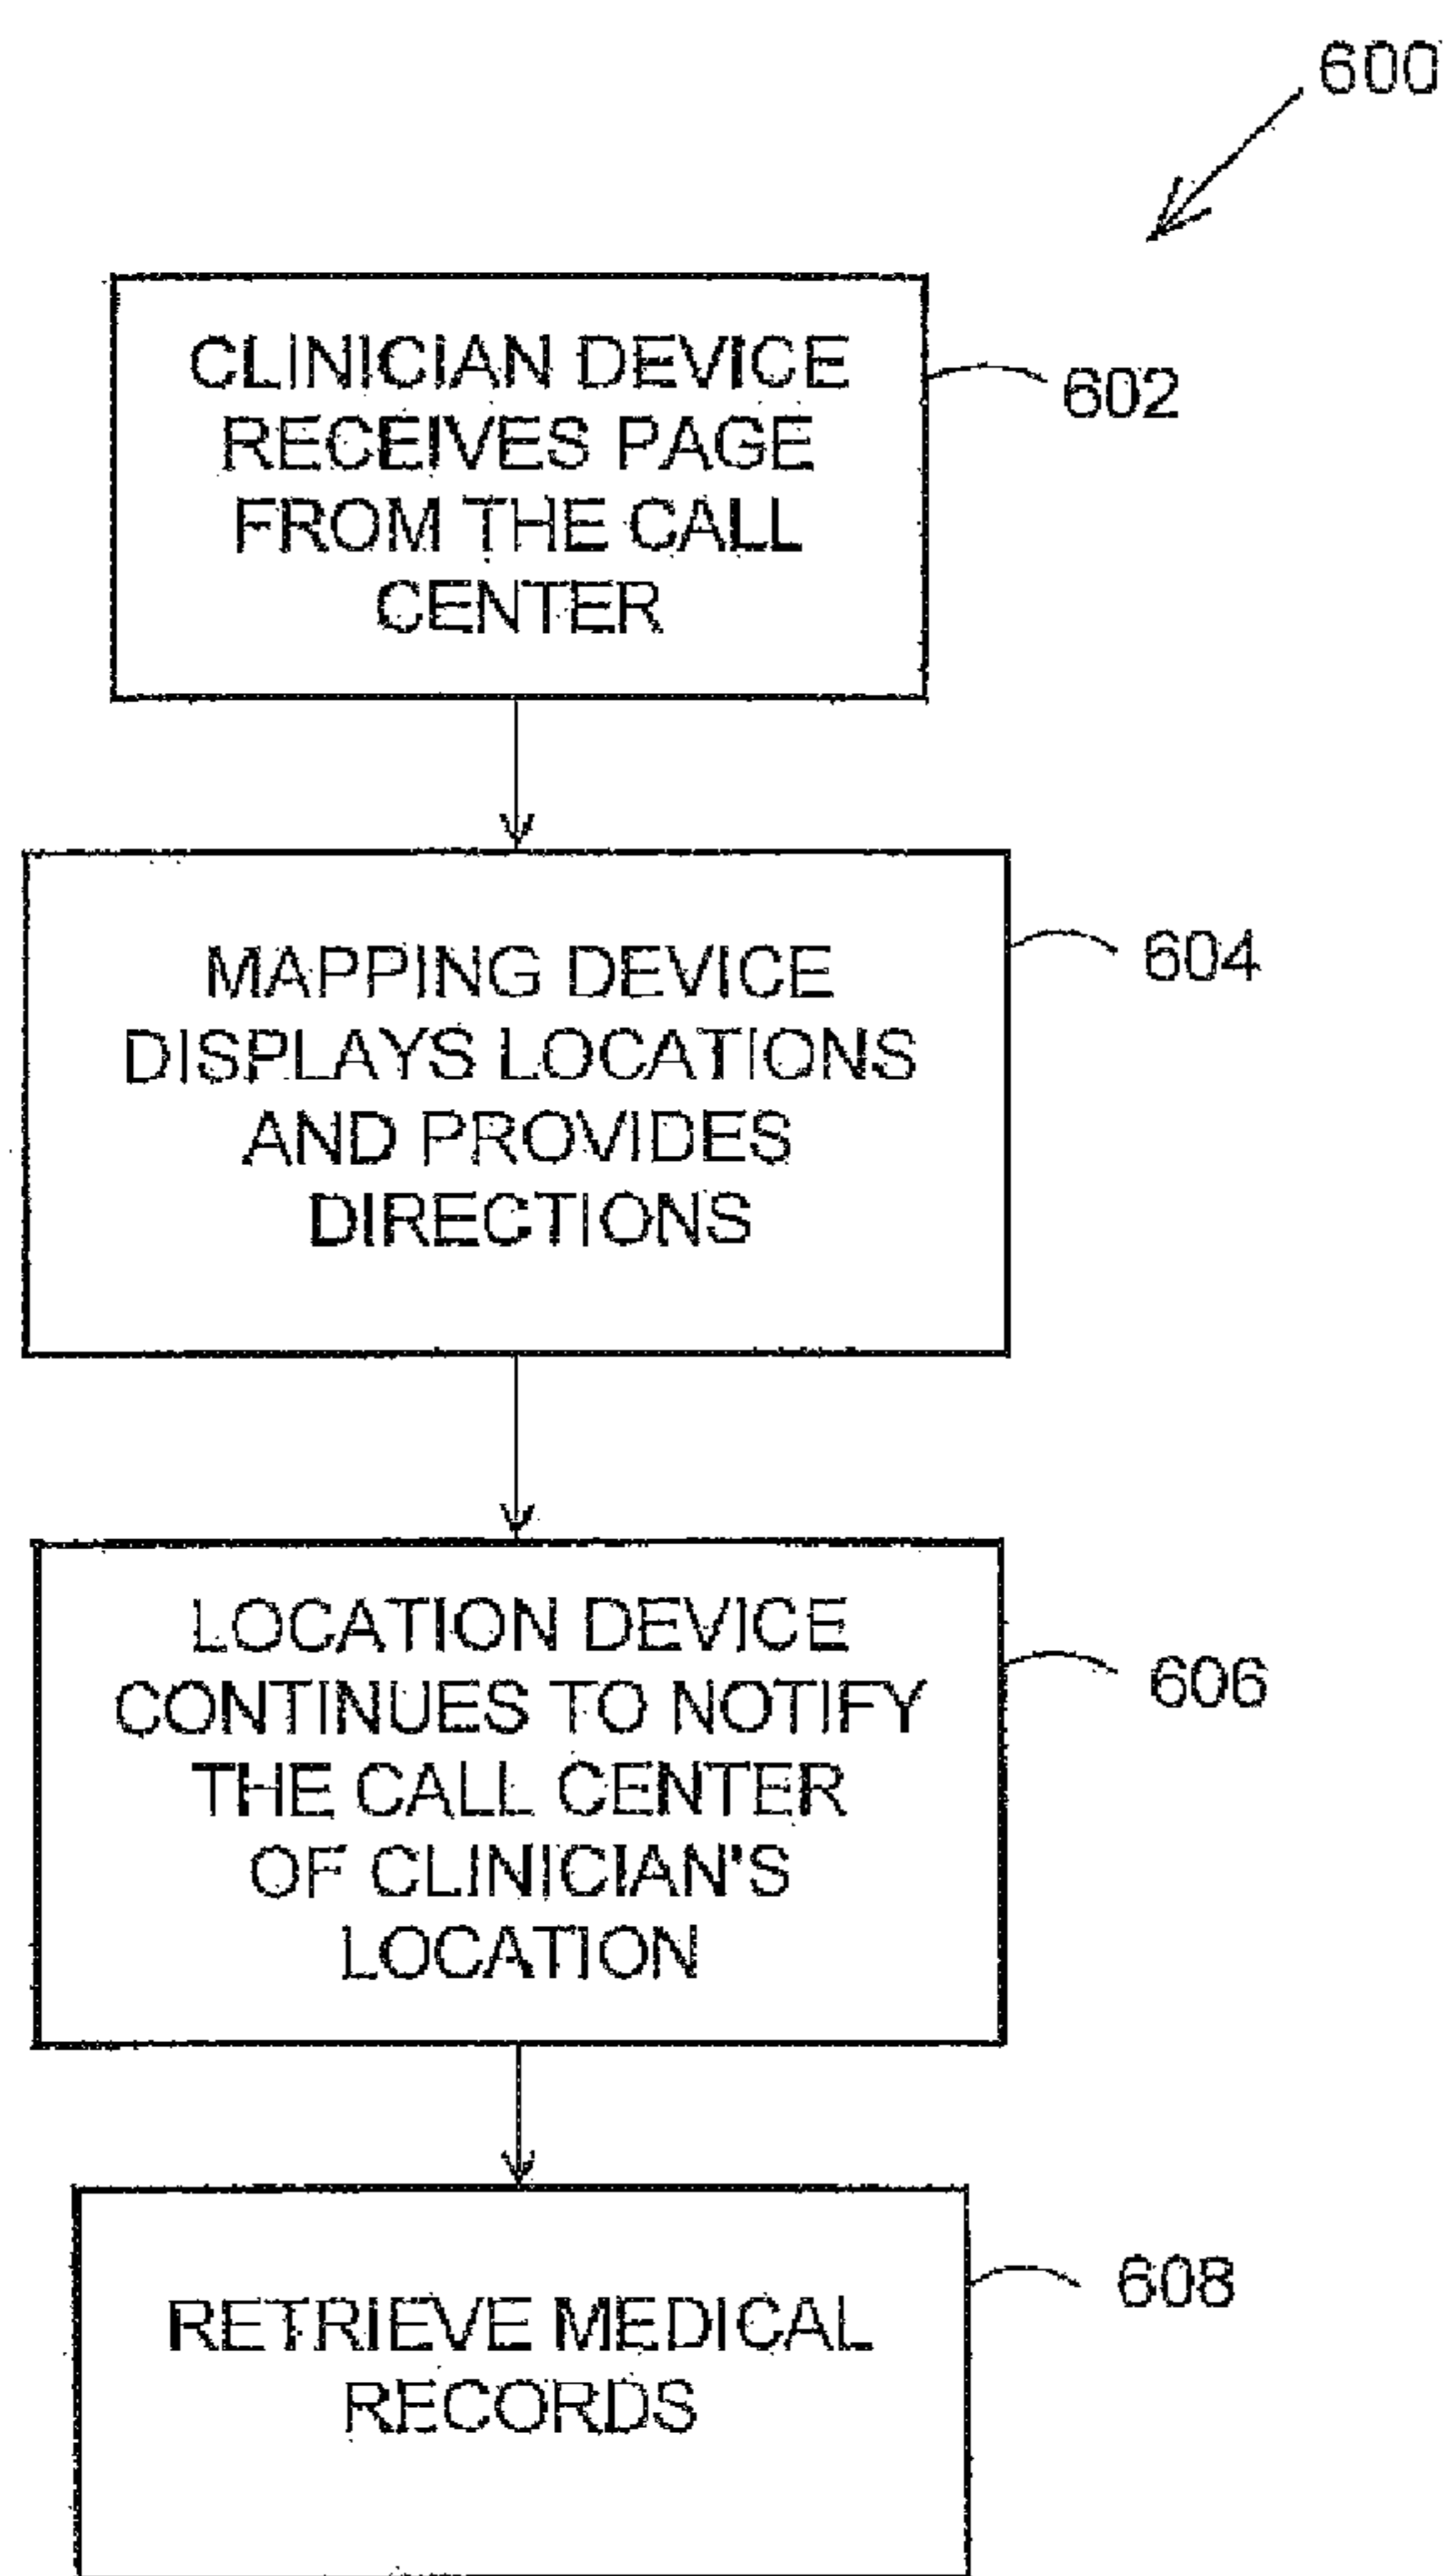 600
CLINICIAN DEVICE
RECEIVES PAGE
FROM THE CALL
CENTER
602
MAPPING DEVICE
DISPLAYS LOCATIONS
AND PROVIDES
DIRECTIONS
604
LOCATION DEVICE
CONTINUES TO NOTIFY
THE CALL CENTER
OF CLINICIAN'S
LOCATION
606
RETRIEVE MEDICAL
RECORDS
608